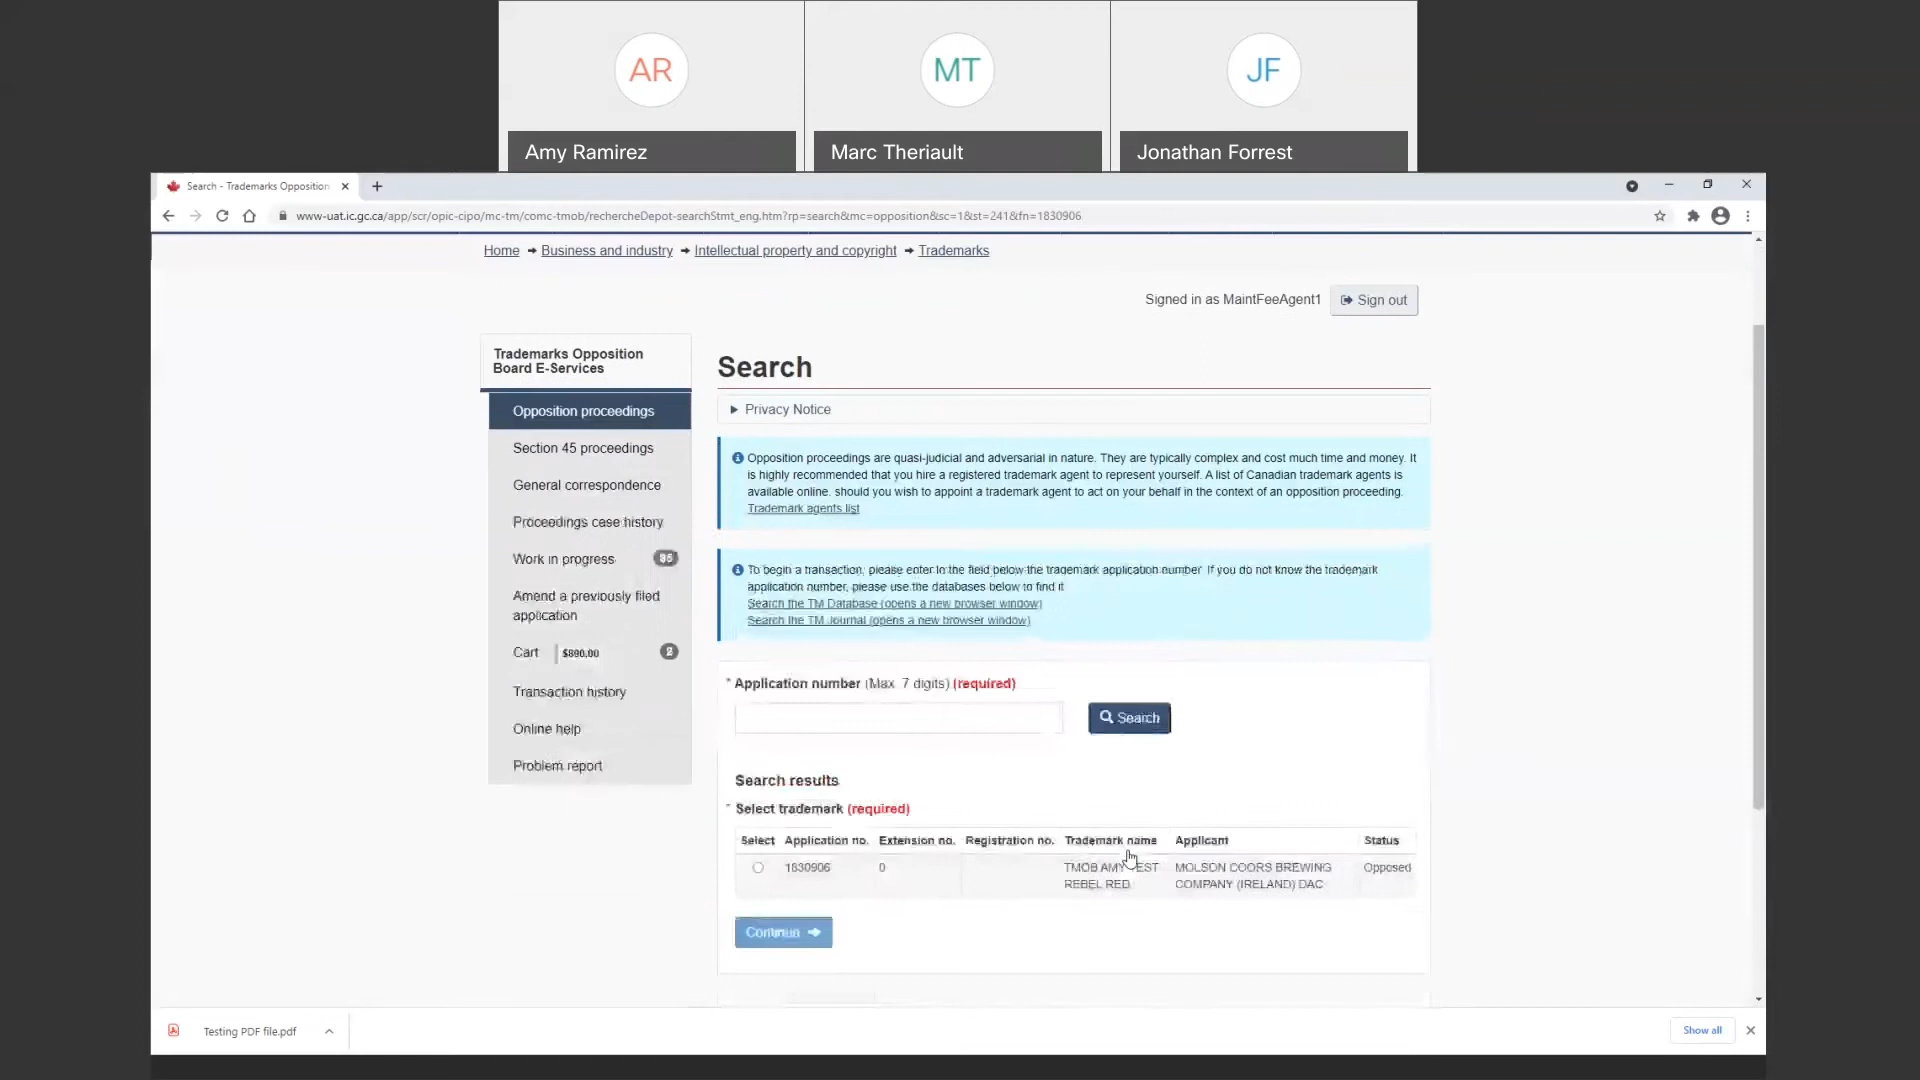 AR
MT
JF
Amy Ramirez
Marc Theriault
Jonathan Forrest
Search - Trademarks Opposition
www-uat.ic.gc.ca/app/scr/opic-cipo/mc-tm/comc-tmob/rechercheDepot-searchStmt_eng.htm?rp=search&mc=opposition&sc=1&st=241&fn=1830906
Home → Business and industry → Intellectual property and copyright → Trademarks
Signed in as MaintFeeAgent1
Sign out
Trademarks Opposition
Board E-Services
Opposition proceedings
Section 45 proceedings
General correspondence
Proceedings case history
Work in progress
Amend a previously filed
application
Cart $890.00 2
Transaction history
Online help
Problem report
Search
Privacy Notice
Opposition proceedings are quasi-judicial and adversarial in nature. They are typically complex and cost much time and money. It
is highly recommended that you hire a registered trademark agent to represent yourself. A list of Canadian trademark agents is
available online. should you wish to appoint a trademark agent to act on your behalf in the context of an opposition proceeding.
Trademark agents list
To begin a transaction, please enter in the field below the trademark application number. If you do not know the trademark
application number, please use the databases below to find it
Search the TM Database (opens a new browser window)
Search the TM Journal (opens a new browser window)
* Application number (Max. 7 digits) (required)
Search
Search results
* Select trademark (required)
Select Application no. Extension no. Registration no. Trademark name Applicant Status
1830906 0 TMOB AMY MOLSON COORS BREWING Opposed
REBEL RED COMPANY (IRELAND) DAC
Continue
Testing PDF file.pdf
Show all